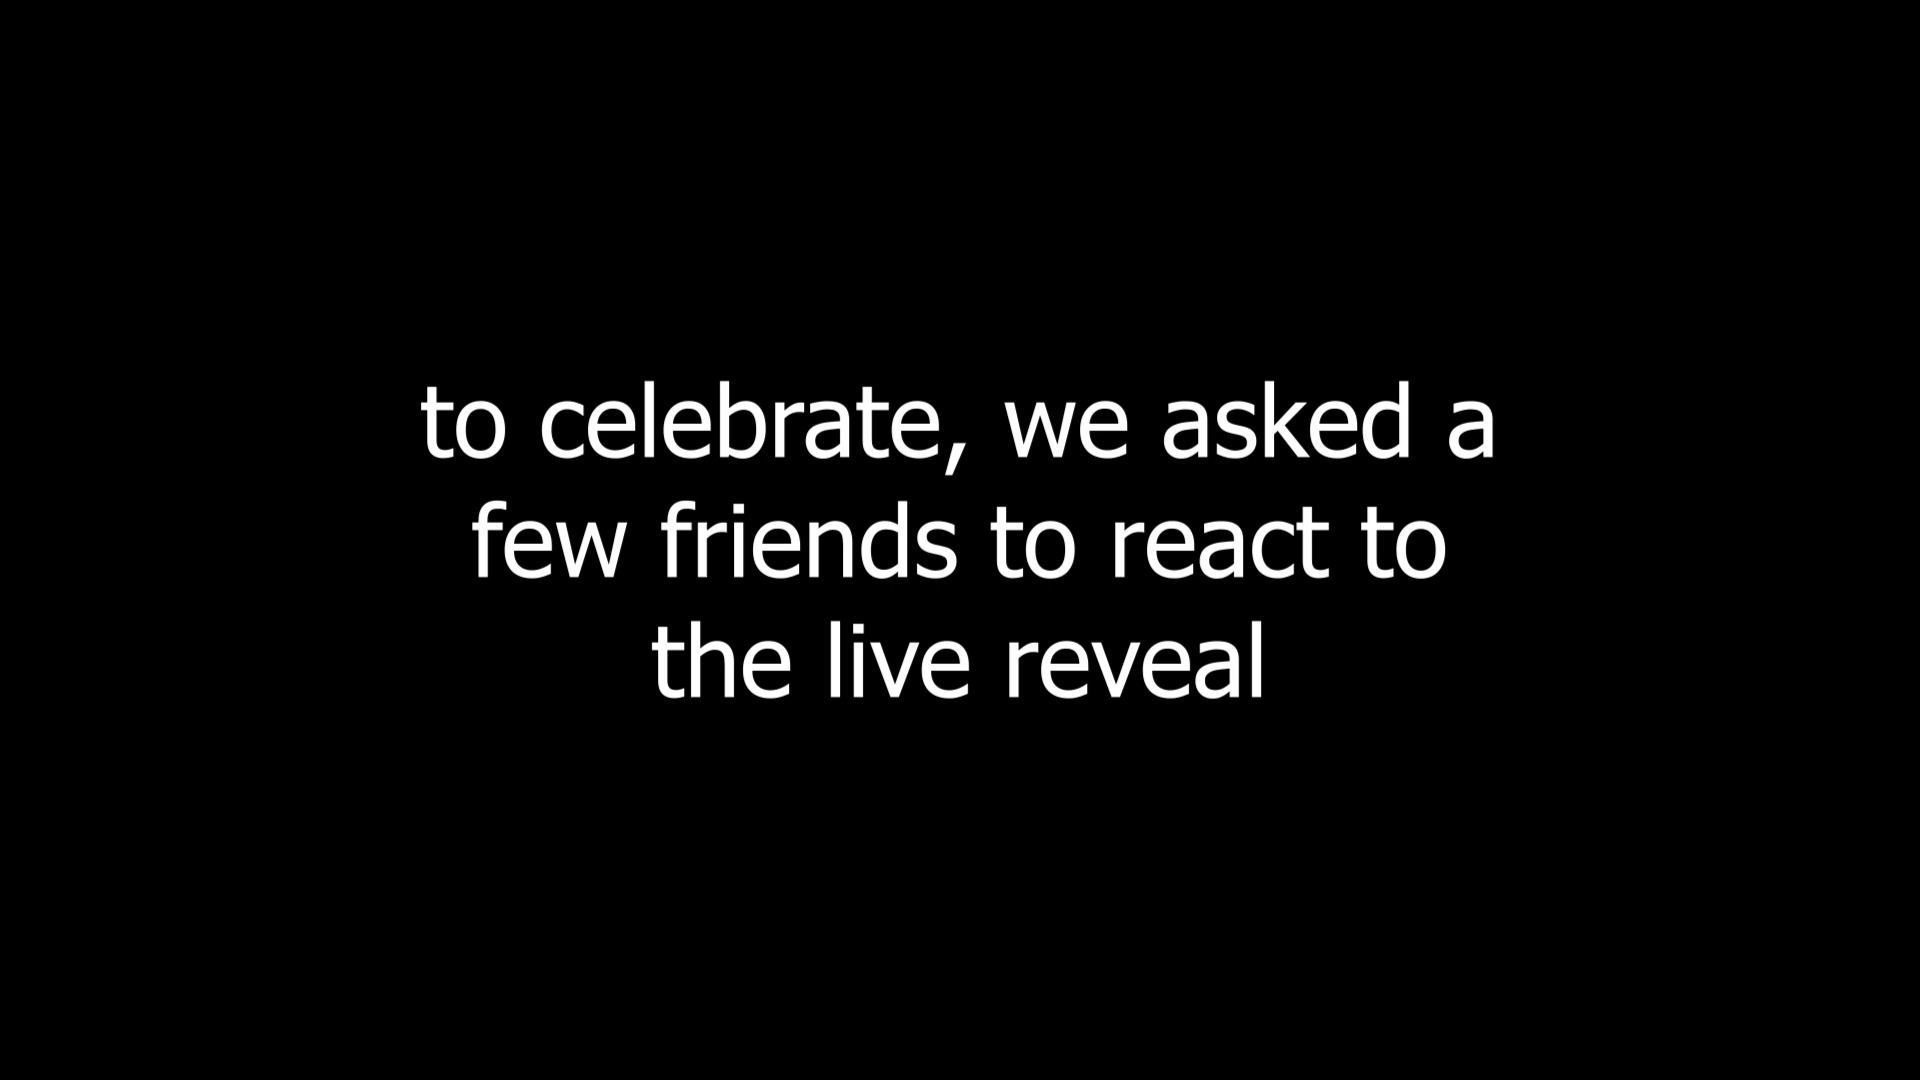 to celebrate, we asked a
few friends to react to
the live reveal